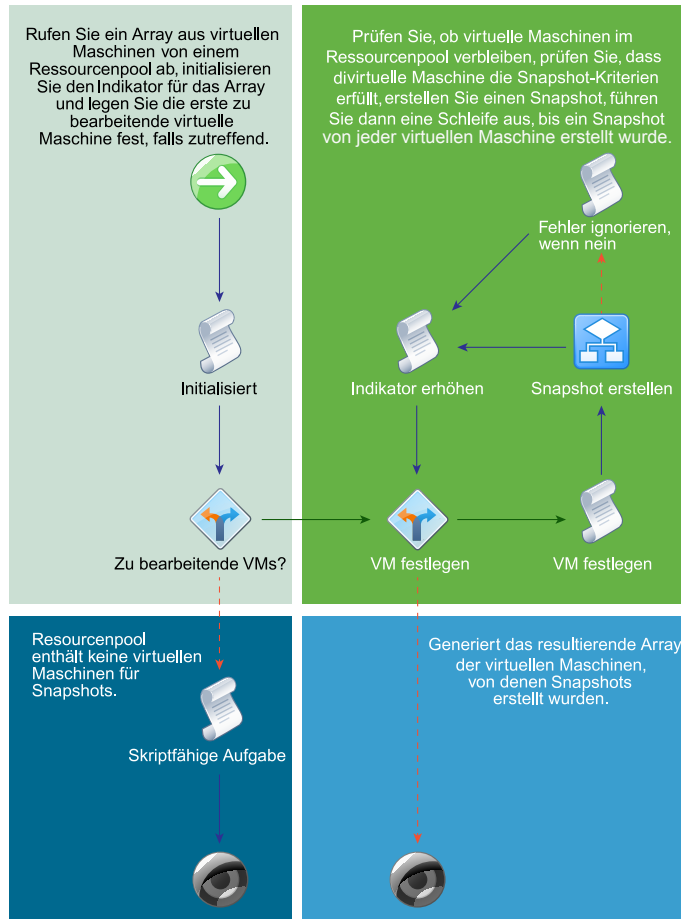 Rufen Sie ein Array aus virtuellen
Maschinen von einem
Ressourcenpool ab, initialisieren
Sie den Indikator für das Array
und legen Sie die erste zu
bearbeitende virtuelle
Maschine fest, falls zutreffend.
Initialisiert
Zu bearbeitende VMs?
Prüfen Sie, ob virtuelle Maschinen im
Ressourcenpool verbleiben, prüfen Sie, dass
divirtuelle Maschine die Snapshot-Kriterien
erfüllt, erstellen Sie einen Snapshot, führen
Sie dann eine Schleife aus, bis ein Snapshot
von jeder virtuellen Maschine erstellt wurde.
Fehler ignorieren,
wenn nein
Indikator erhöhen
Snapshot erstellen
VM festlegen
VM festlegen
Resourcenpool
enthält keine virtuellen
Maschinen für
Snapshots.
Skriptfähige Aufgabe
Generiert das resultierende Array
der virtuellen Maschinen,
von denen Snapshots
erstellt wurden.